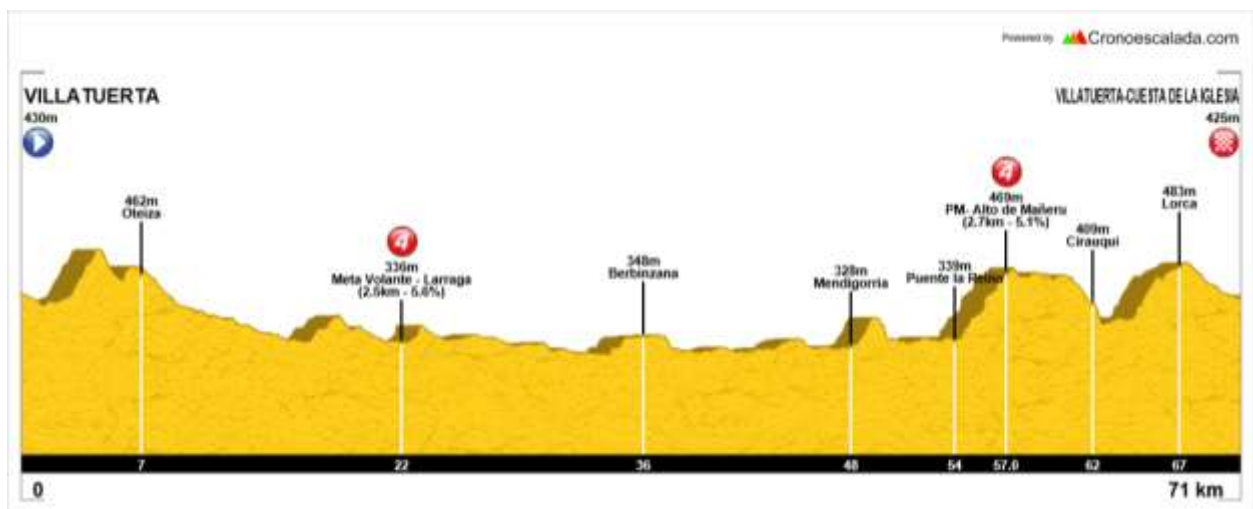 Powered by Cronoescalada.com
VILLATUERTA
430m
VILLATUERTA-CUESTA DE LA IGLESIA
425m
462m
Oteiza
4
336m
Meta Volante - Larraga
(2.5km - 5.6%)
348m
Berbinzana
328m
Mendigorria
339m
Puente la Reina
4
469m
PM- Alto de Mañeru
(2.7km - 5.1%)
409m
Cirauqui
483m
Lorca
7
22
36
48
54
57.0
62
67
0
71 km